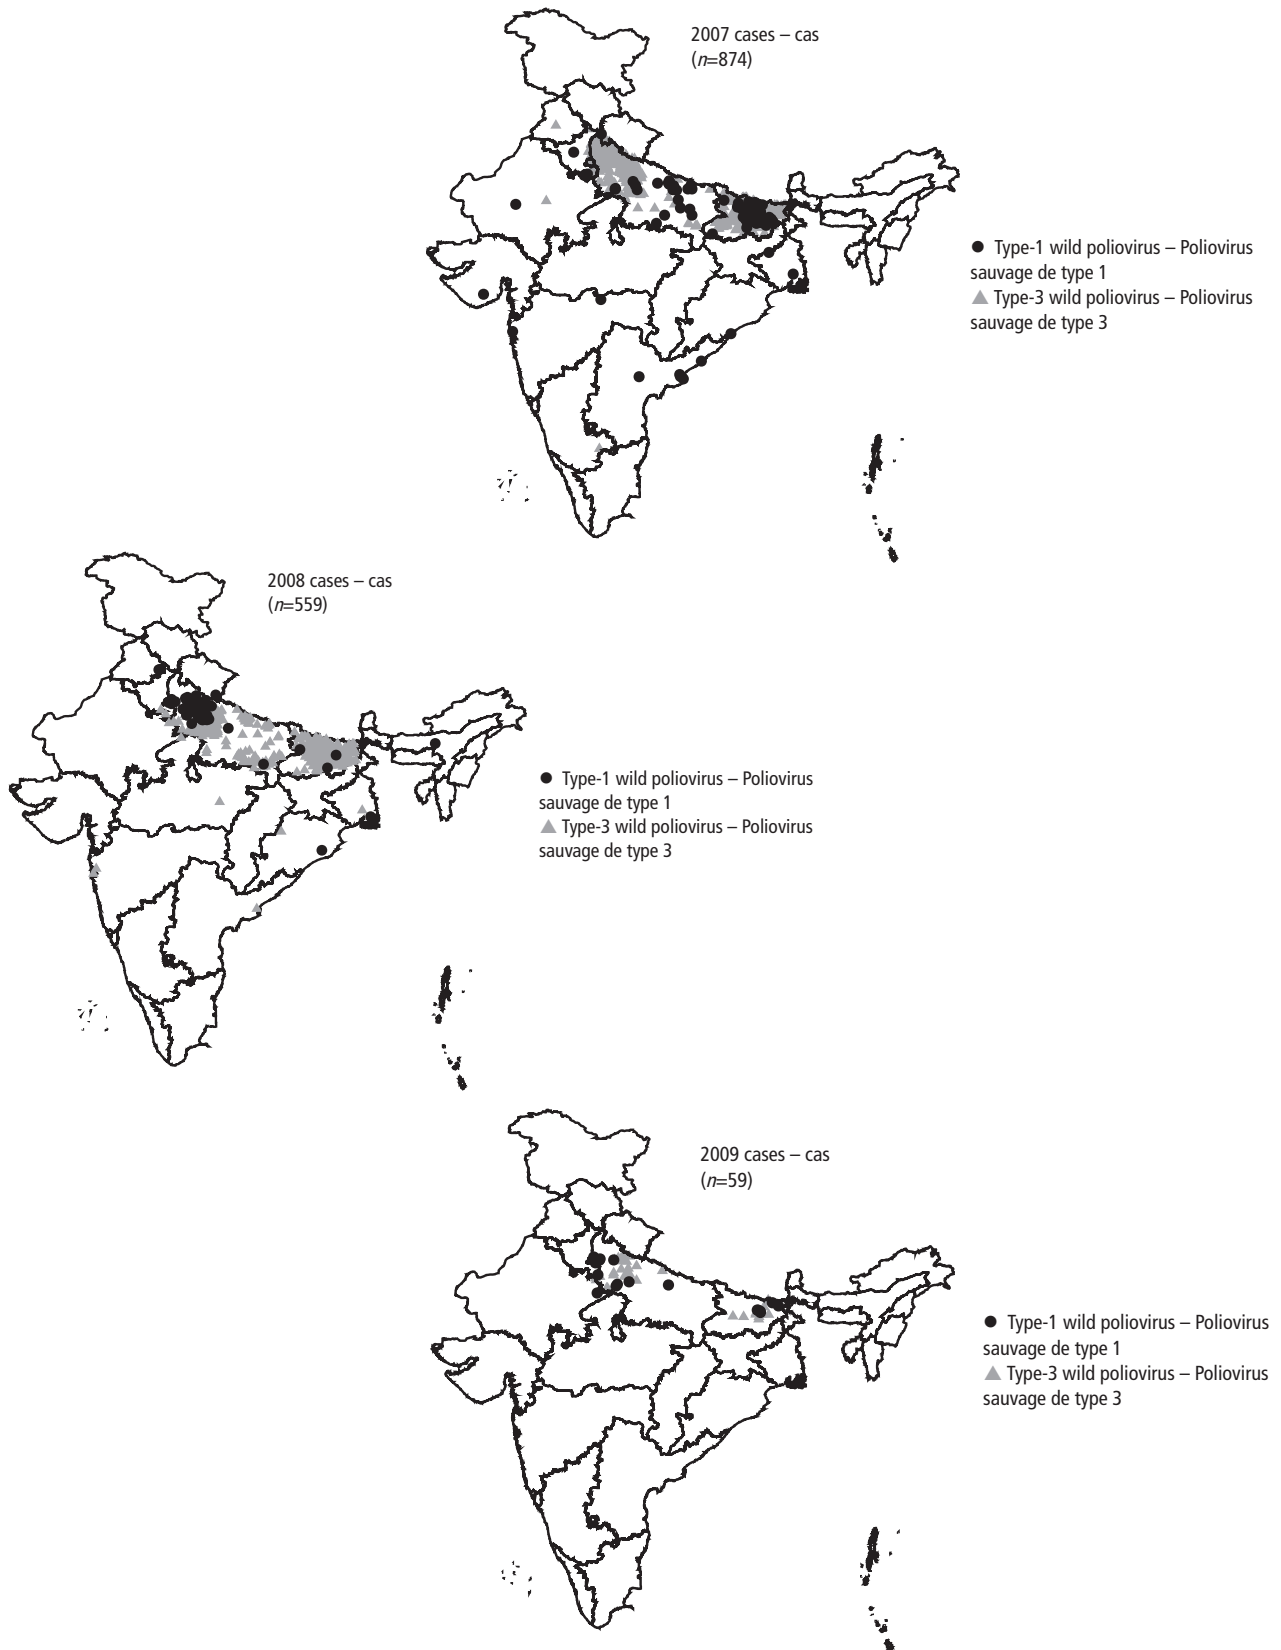 2007 cases – cas
(n=874)
● Type-1 wild poliovirus – Poliovirus
sauvage de type 1
▲ Type-3 wild poliovirus – Poliovirus
sauvage de type 3
2008 cases – cas
(n=559)
● Type-1 wild poliovirus – Poliovirus
sauvage de type 1
▲ Type-3 wild poliovirus – Poliovirus
sauvage de type 3
2009 cases – cas
(n=59)
● Type-1 wild poliovirus – Poliovirus
sauvage de type 1
▲ Type-3 wild poliovirus – Poliovirus
sauvage de type 3